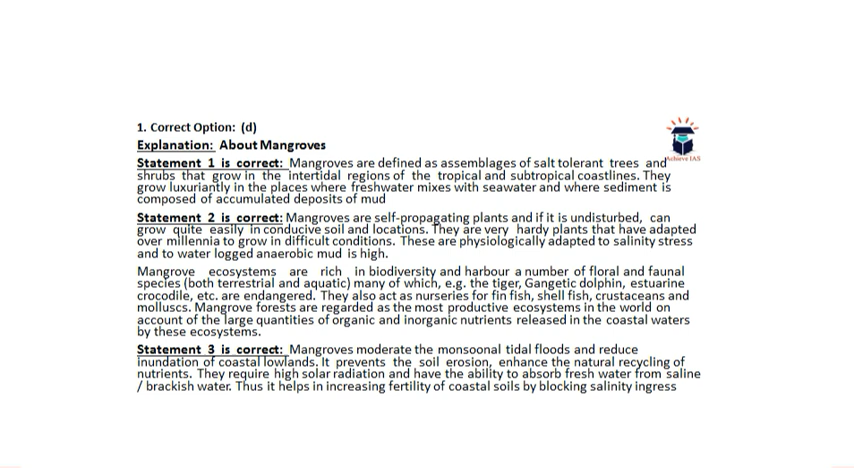 1. Correct Option: (d)
Explanation: About Mangroves
Achieve IAS
Statement 1 is correct: Mangroves are defined as assemblages of salt tolerant trees and
shrubs that grow in the intertidal regions of the tropical and subtropical coastlines. They
grow luxuriantly in the places where freshwater mixes with seawater and where sediment is
composed of accumulated deposits of mud
Statement 2 is correct: Mangroves are self-propagating plants and if it is undisturbed, can
grow quite easily in conducive soil and locations. They are very hardy plants that have adapted
over millennia to grow in difficult conditions. These are physiologically adapted to salinity stress
and to water logged anaerobic mud is high.
Mangrove ecosystems are rich in biodiversity and harbour a number of floral and faunal
species (both terrestrial and aquatic) many of which, e.g. the tiger, Gangetic dolphin, estuarine
crocodile, etc. are endangered. They also act as nurseries for fin fish, shell fish, crustaceans and
molluscs. Mangrove forests are regarded as the most productive ecosystems in the world on
account of the large quantities of organic and inorganic nutrients released in the coastal waters
by these ecosystems.
Statement 3 is correct: Mangroves moderate the monsoonal tidal floods and reduce
inundation of coastal lowlands. It prevents the soil erosion, enhance the natural recycling of
nutrients. They require high solar radiation and have the ability to absorb fresh water from saline
/ brackish water. Thus it helps in increasing fertility of coastal soils by blocking salinity ingress